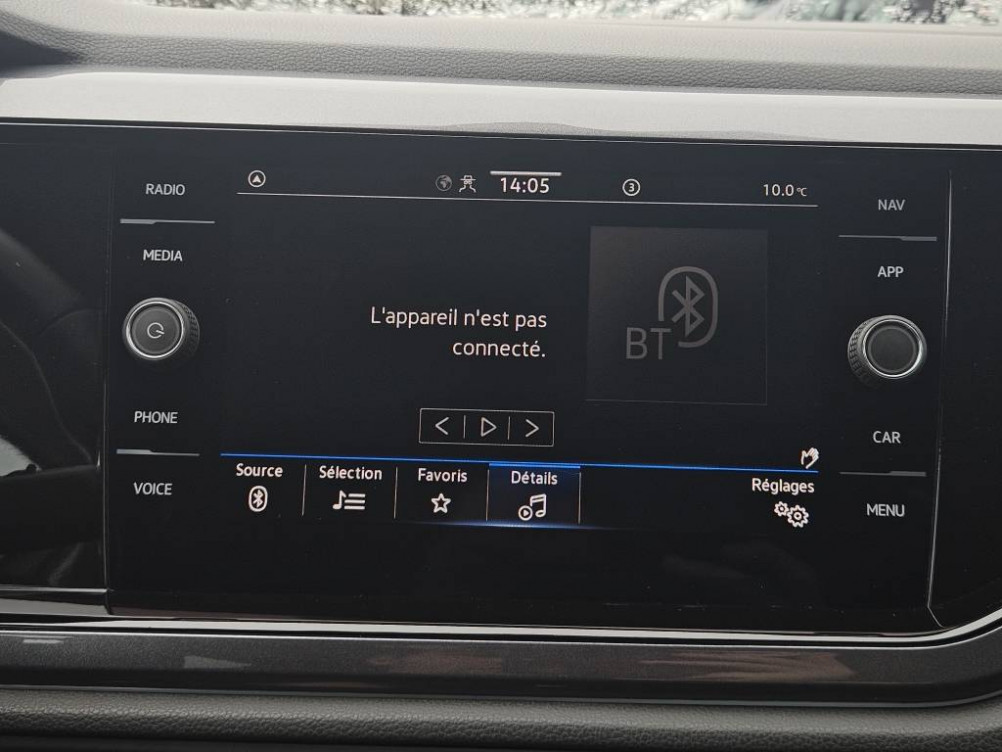 RADIO
MEDIA
PHONE
VOICE
14:05
3
10.0°C
L'appareil n'est pas
connecté.
BT
Source
Sélection
Favoris
Détails
Réglages
NAV
APP
CAR
MENU